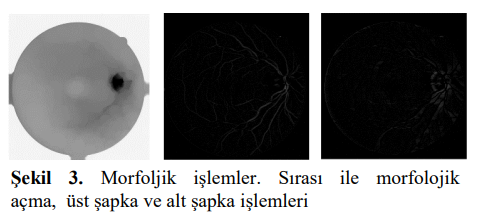 Şekil 3. Morfoljik işlemler. Sırası ile morfolojik
açma, üst şapka ve alt şapka işlemleri